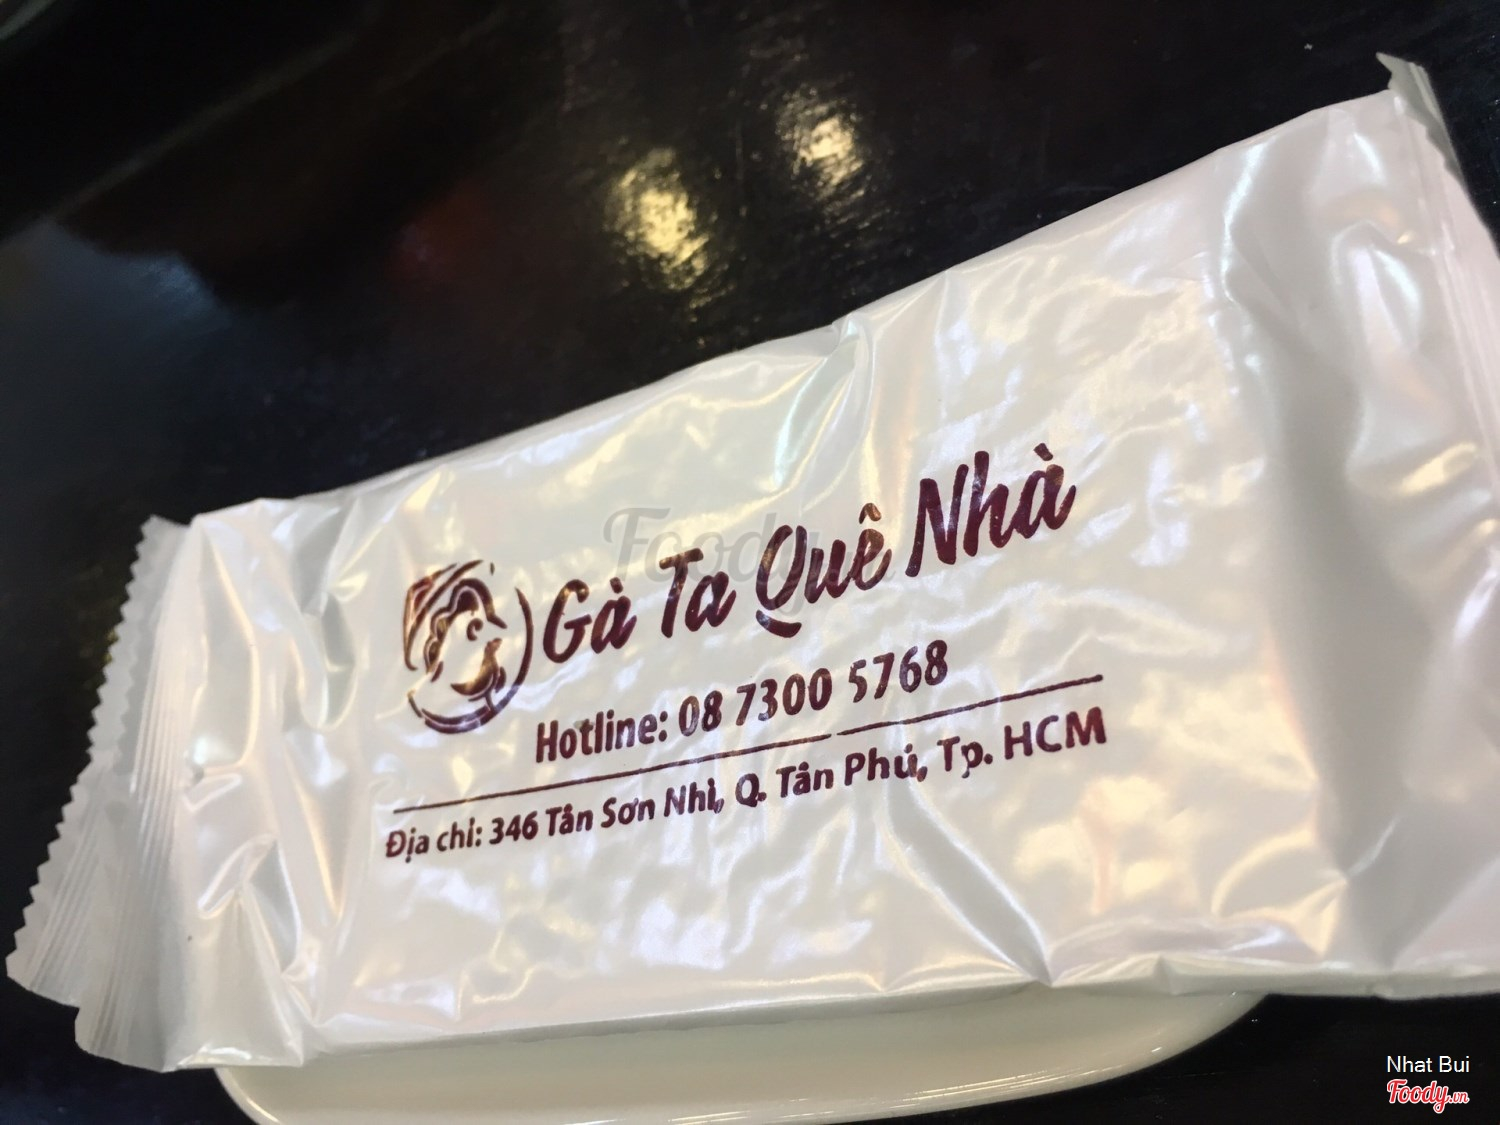 Gà Ta Quê Nhà
Hotline: 08 7300 5768
Địa chỉ: 346 Tân Sơn Nhì, Q. Tân Phú, Tp. HCM
Foody
Nhat Bui
Foody.vn